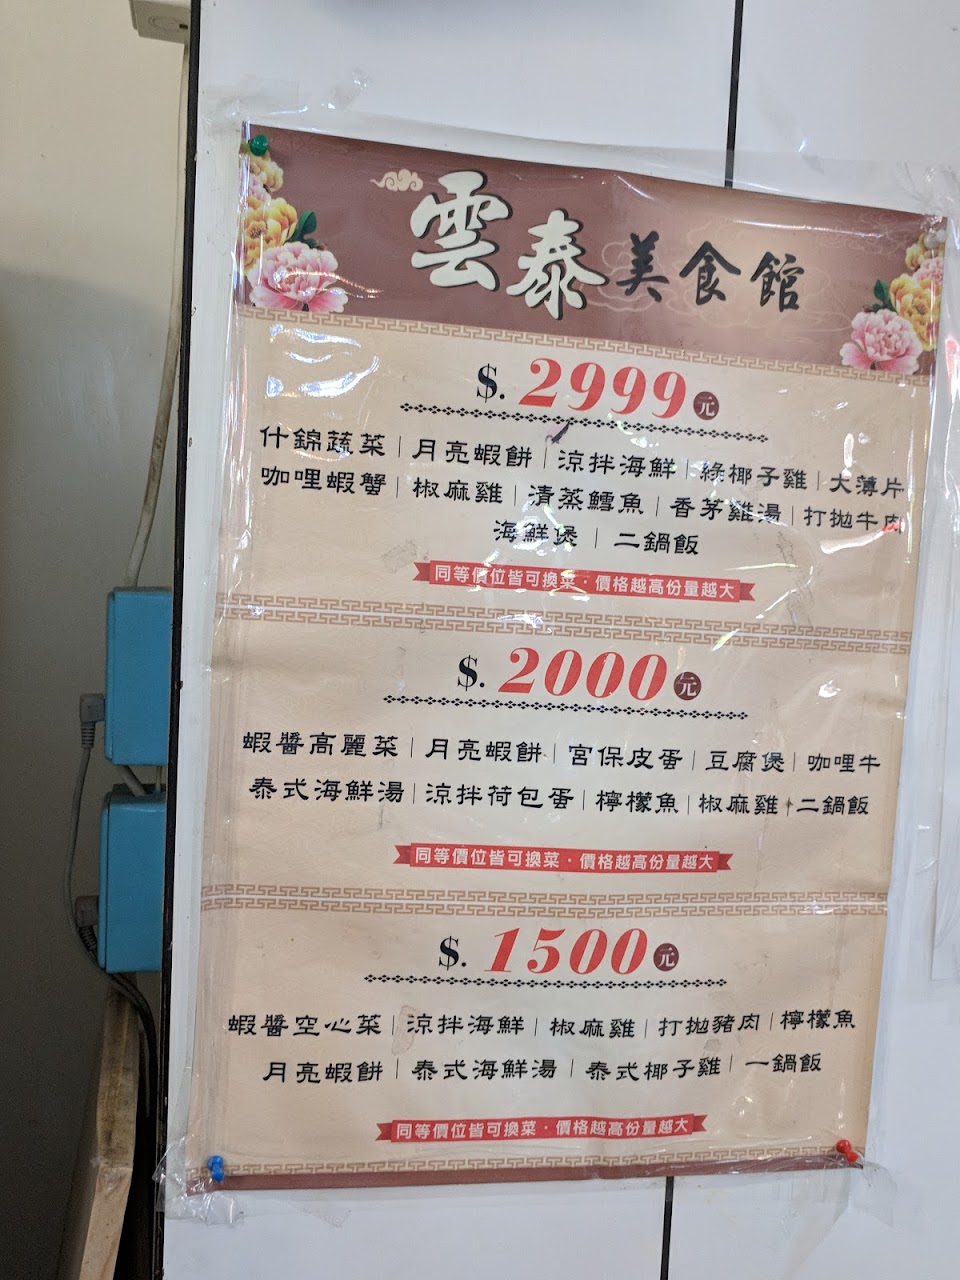 雲泰美食館
$. 2999元
什錦蔬菜|月亮蝦餅|涼拌海鮮|綠椰子雞|大薄片
咖哩蝦蟹|椒麻雞|清蒸鱈魚|香茅雞湯|打拋牛肉
海鮮煲|二鍋飯
同等價位皆可換菜·價格越高份量越大
$. 2000元
蝦醬高麗菜|月亮蝦餅|宮保皮蛋|豆腐煲|咖哩牛
泰式海鮮湯|涼拌荷包蛋|檸檬魚|椒麻雞|二鍋飯
同等價位皆可換菜·價格越高份量越大
$. 1500元
蝦醬空心菜|涼拌海鮮|椒麻雞|打拋豬肉|檸檬魚
月亮蝦餅|泰式海鮮湯|泰式椰子雞|一鍋飯
同等價位皆可換菜·價格越高份量越大